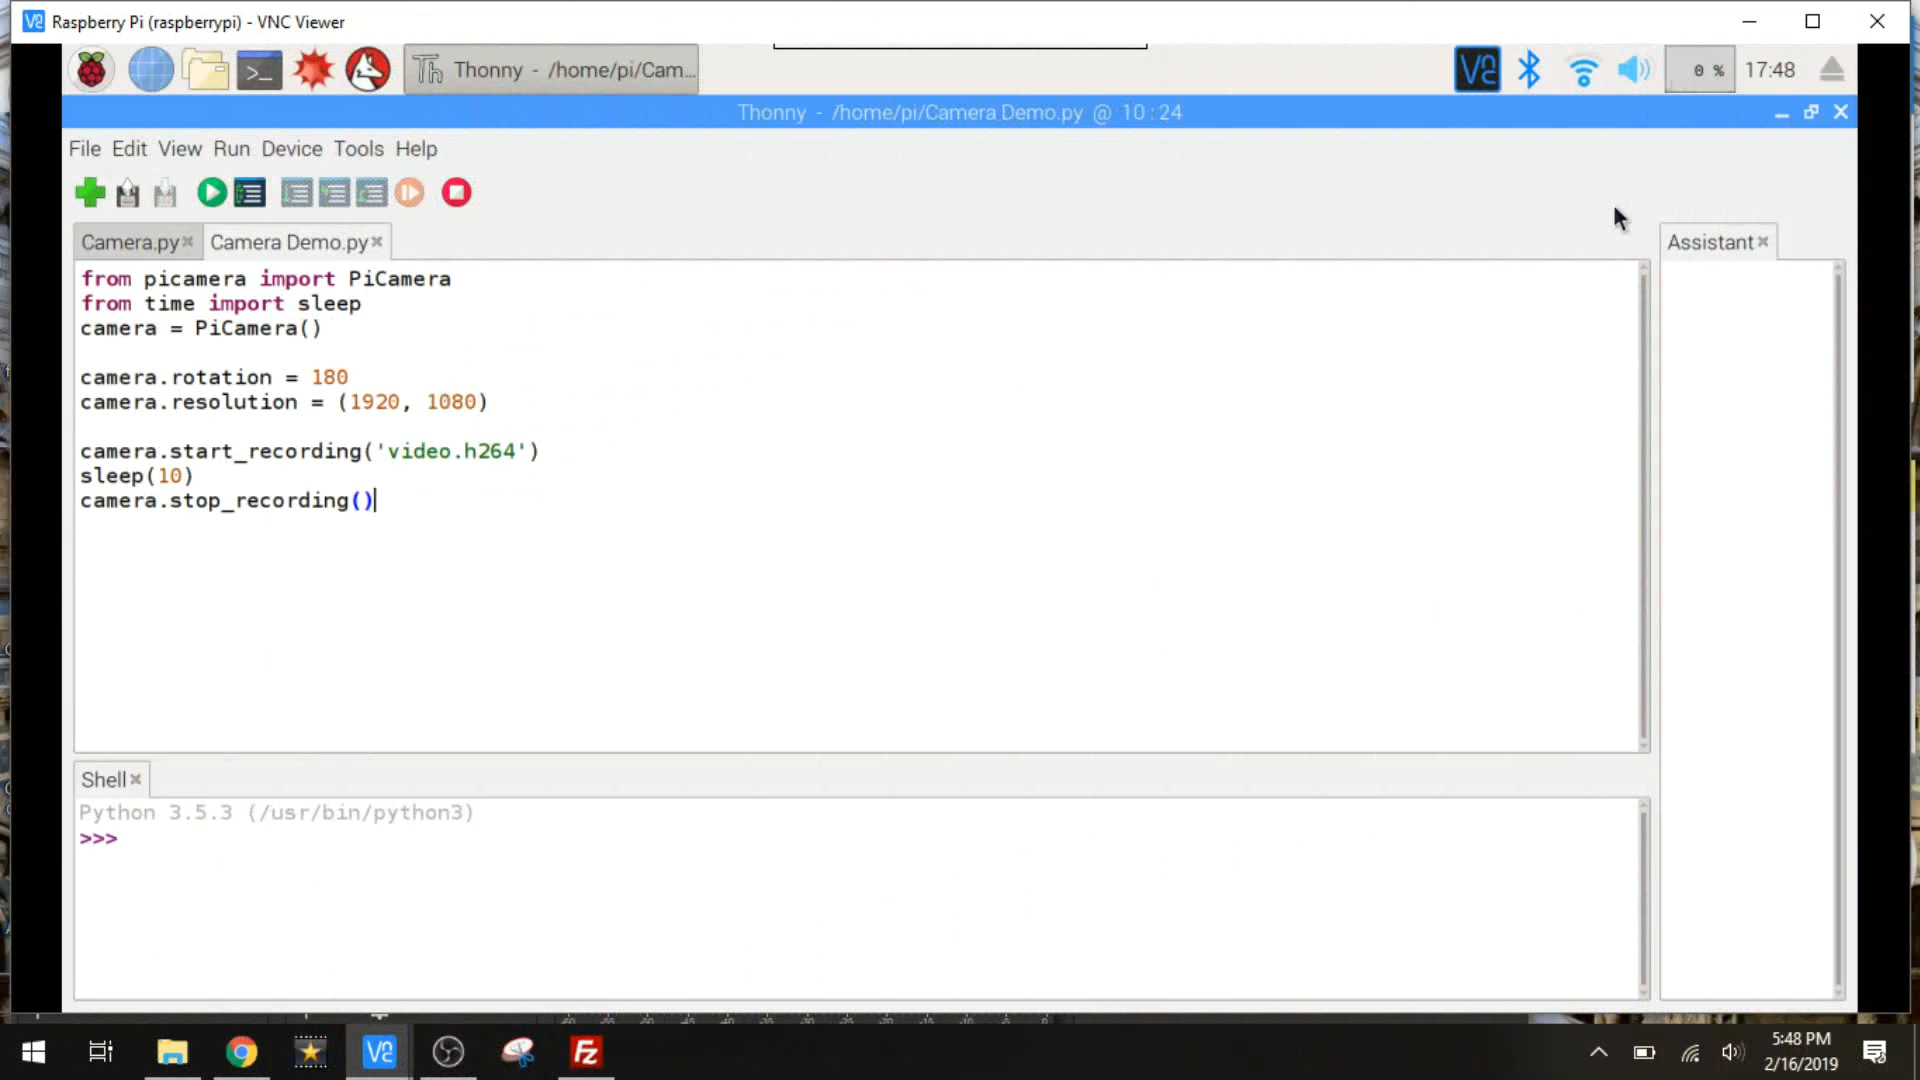 Raspberry Pi (raspberrypi) - VNC Viewer
Thonny - /home/pi/Cam...
0 %
17:48
Thonny - /home/pi/Camera Demo.py @ 10 : 24
File Edit View Run Device Tools Help
Camera.py
Camera Demo.py
Assistant
from picamera import PiCamera
from time import sleep
camera = PiCamera()
camera.rotation = 180
camera.resolution = (1920, 1080)
camera.start_recording('video.h264')
sleep(10)
camera.stop_recording()
Shell
Python 3.5.3 (/usr/bin/python3)
>>>
5:48 PM
2/16/2019